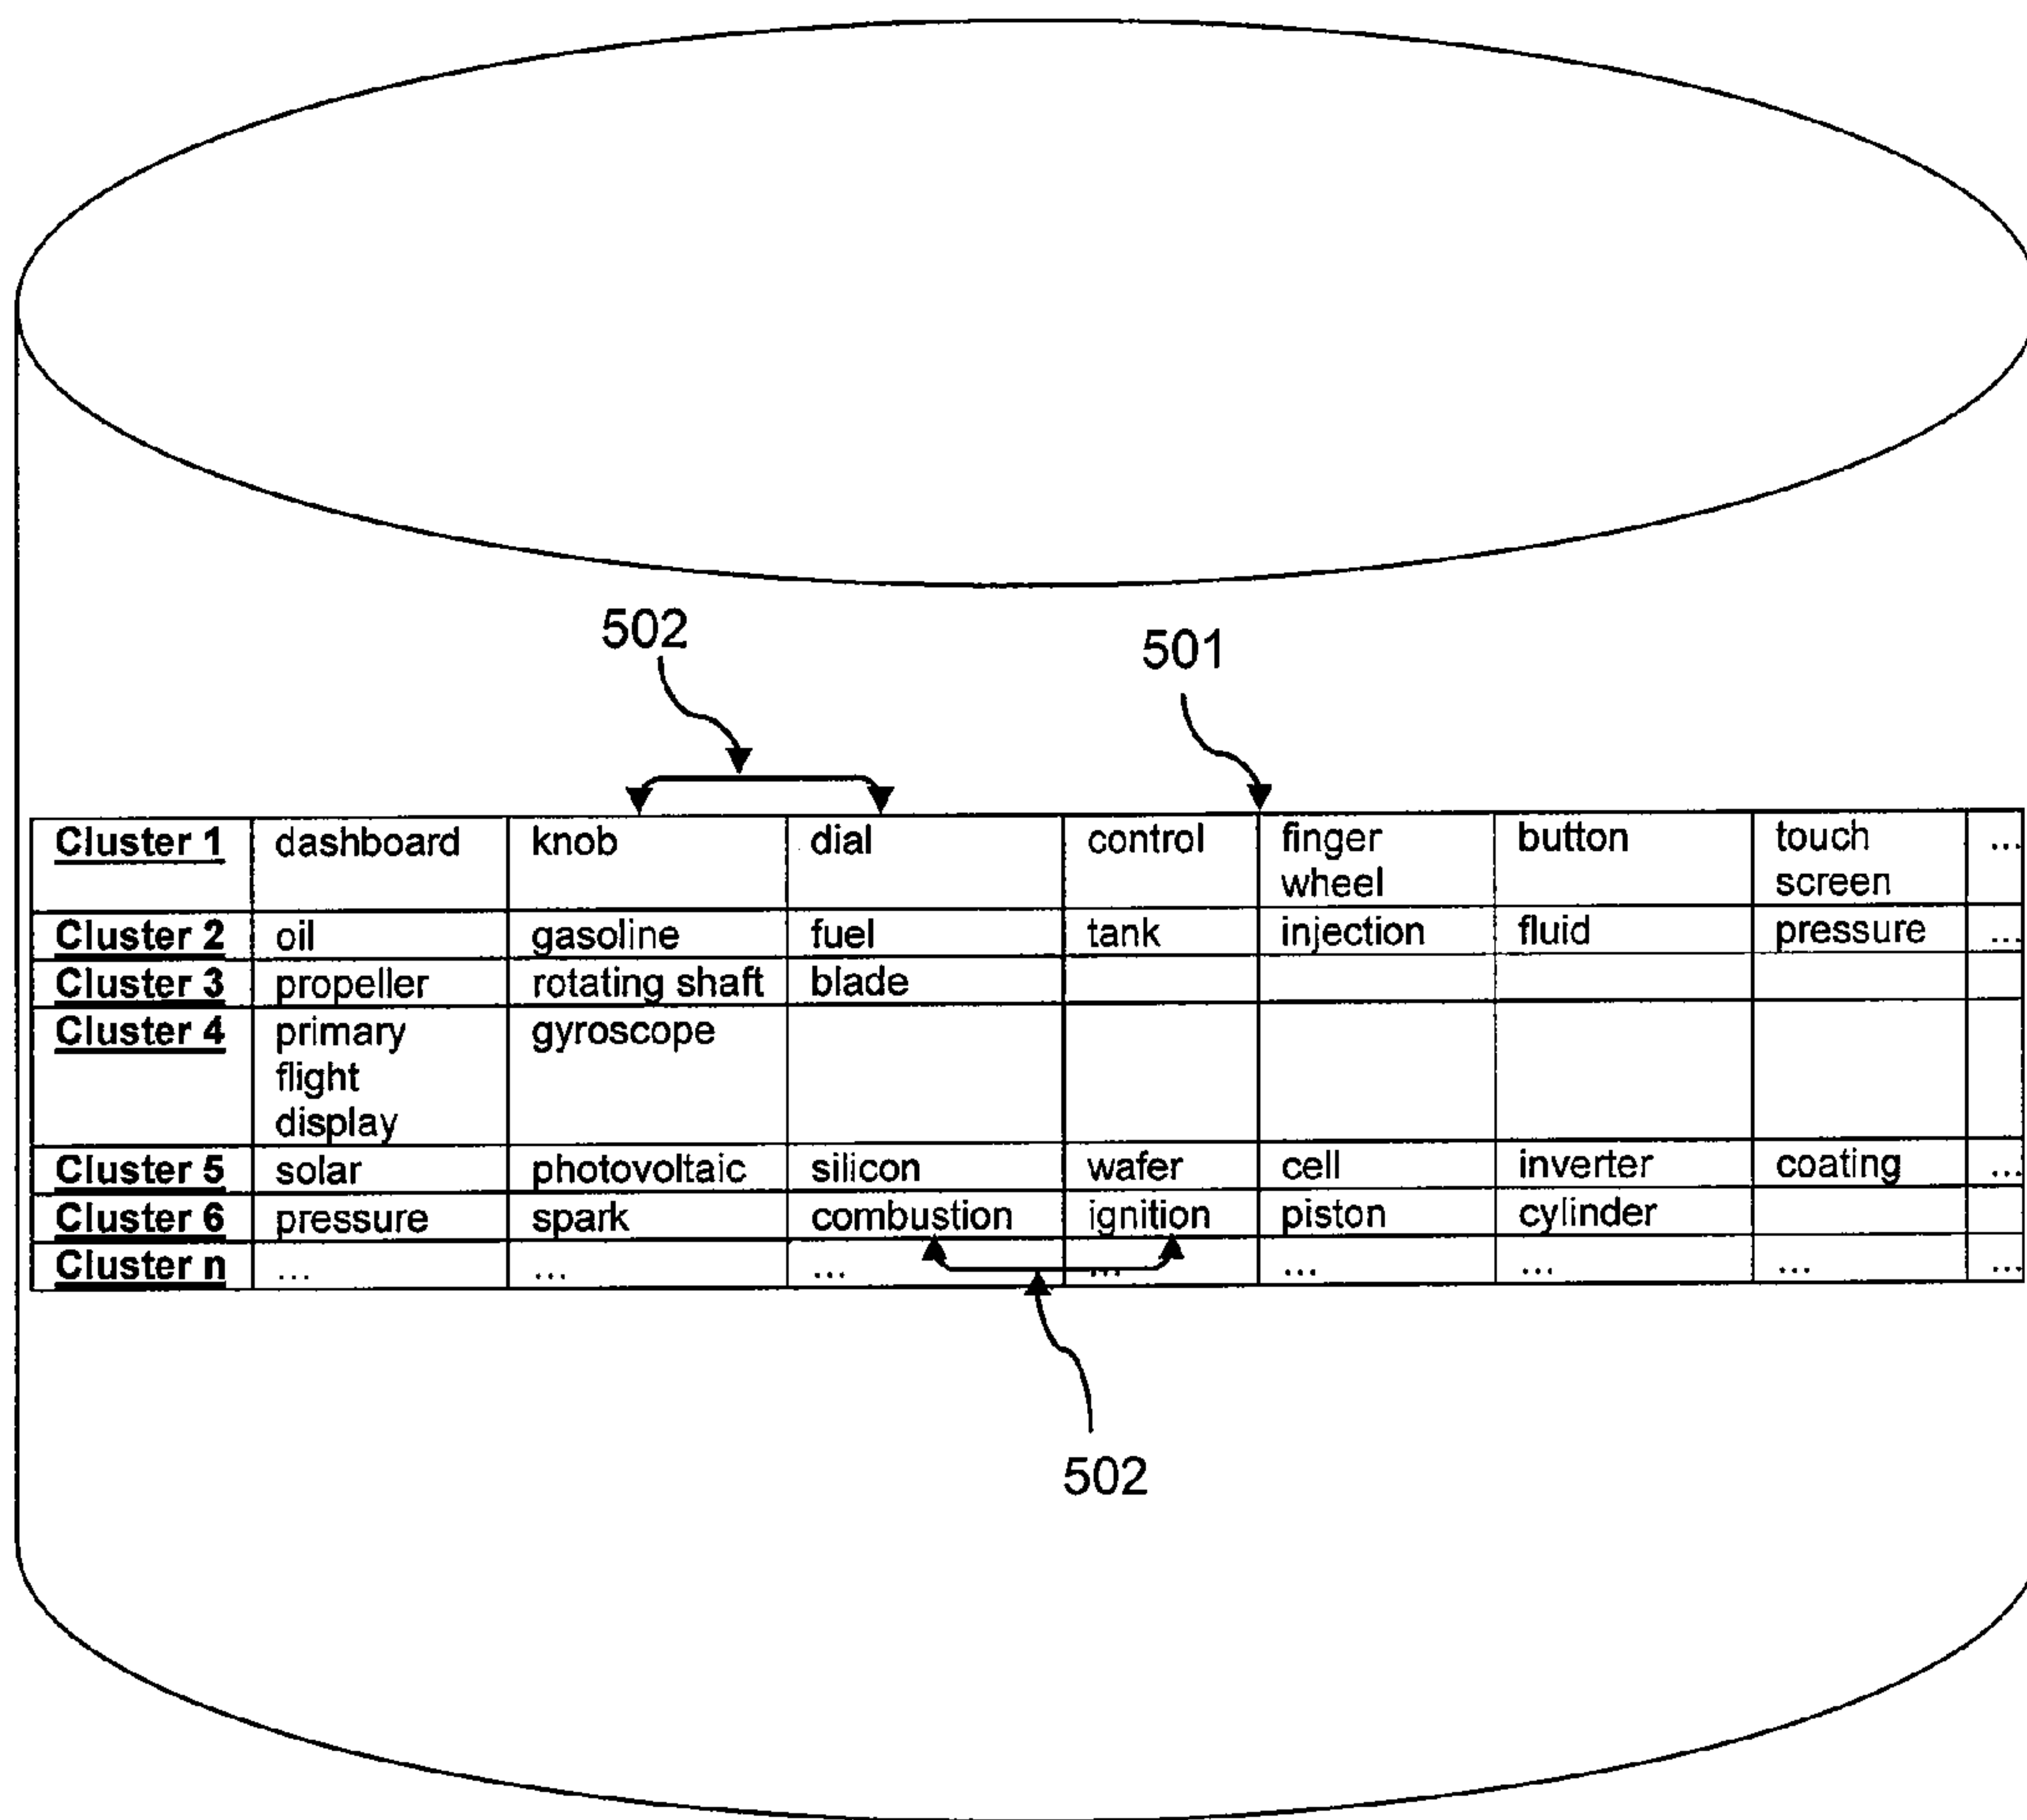 502
501
Cluster 1 dashboard knob dial control finger button touch ...
wheel screen
Cluster 2 oil gasoline fuel tank injection fluid pressure ...
Cluster 3 propeller rotating shaft blade
Cluster 4 primary gyroscope
flight
display
Cluster 5 solar photovoltaic silicon wafer cell inverter coating ...
Cluster 6 pressure spark combustion ignition piston cylinder
Cluster n ... ... ... ... ... ... ... ...
502